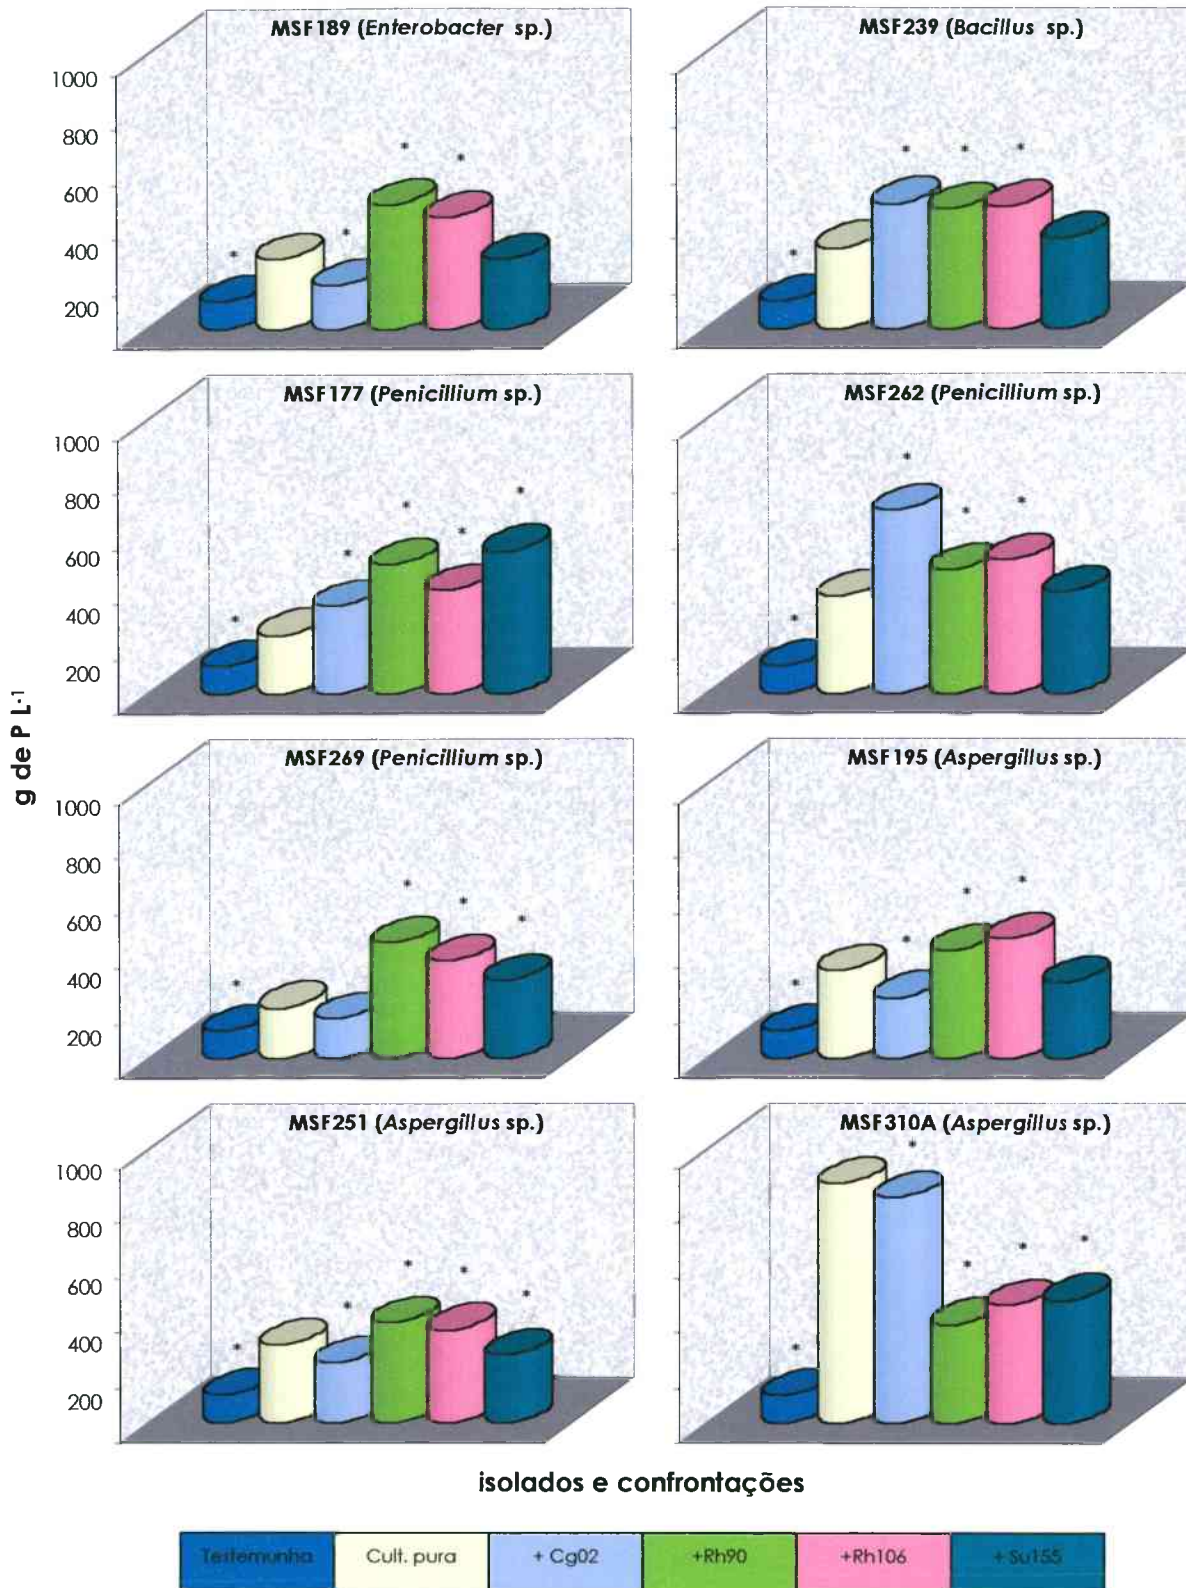 MSF189 (Enterobacter sp.)
MSF239 (Bacillus sp.)
1000
800
600
400
200
* * * *
* * * *
MSF177 (Penicillium sp.)
MSF262 (Penicillium sp.)
1000
800
600
400
200
* * * * *
* * * *
g de P L-1
MSF269 (Penicillium sp.)
MSF195 (Aspergillus sp.)
1000
800
600
400
200
* * * *
* * * *
MSF251 (Aspergillus sp.)
MSF310A (Aspergillus sp.)
1000
800
600
400
200
* * * * *
* * * * *
isolados e confrontações
Testemunha Cult. pura + Cg02 +Rh90 +Rh106 + Su155